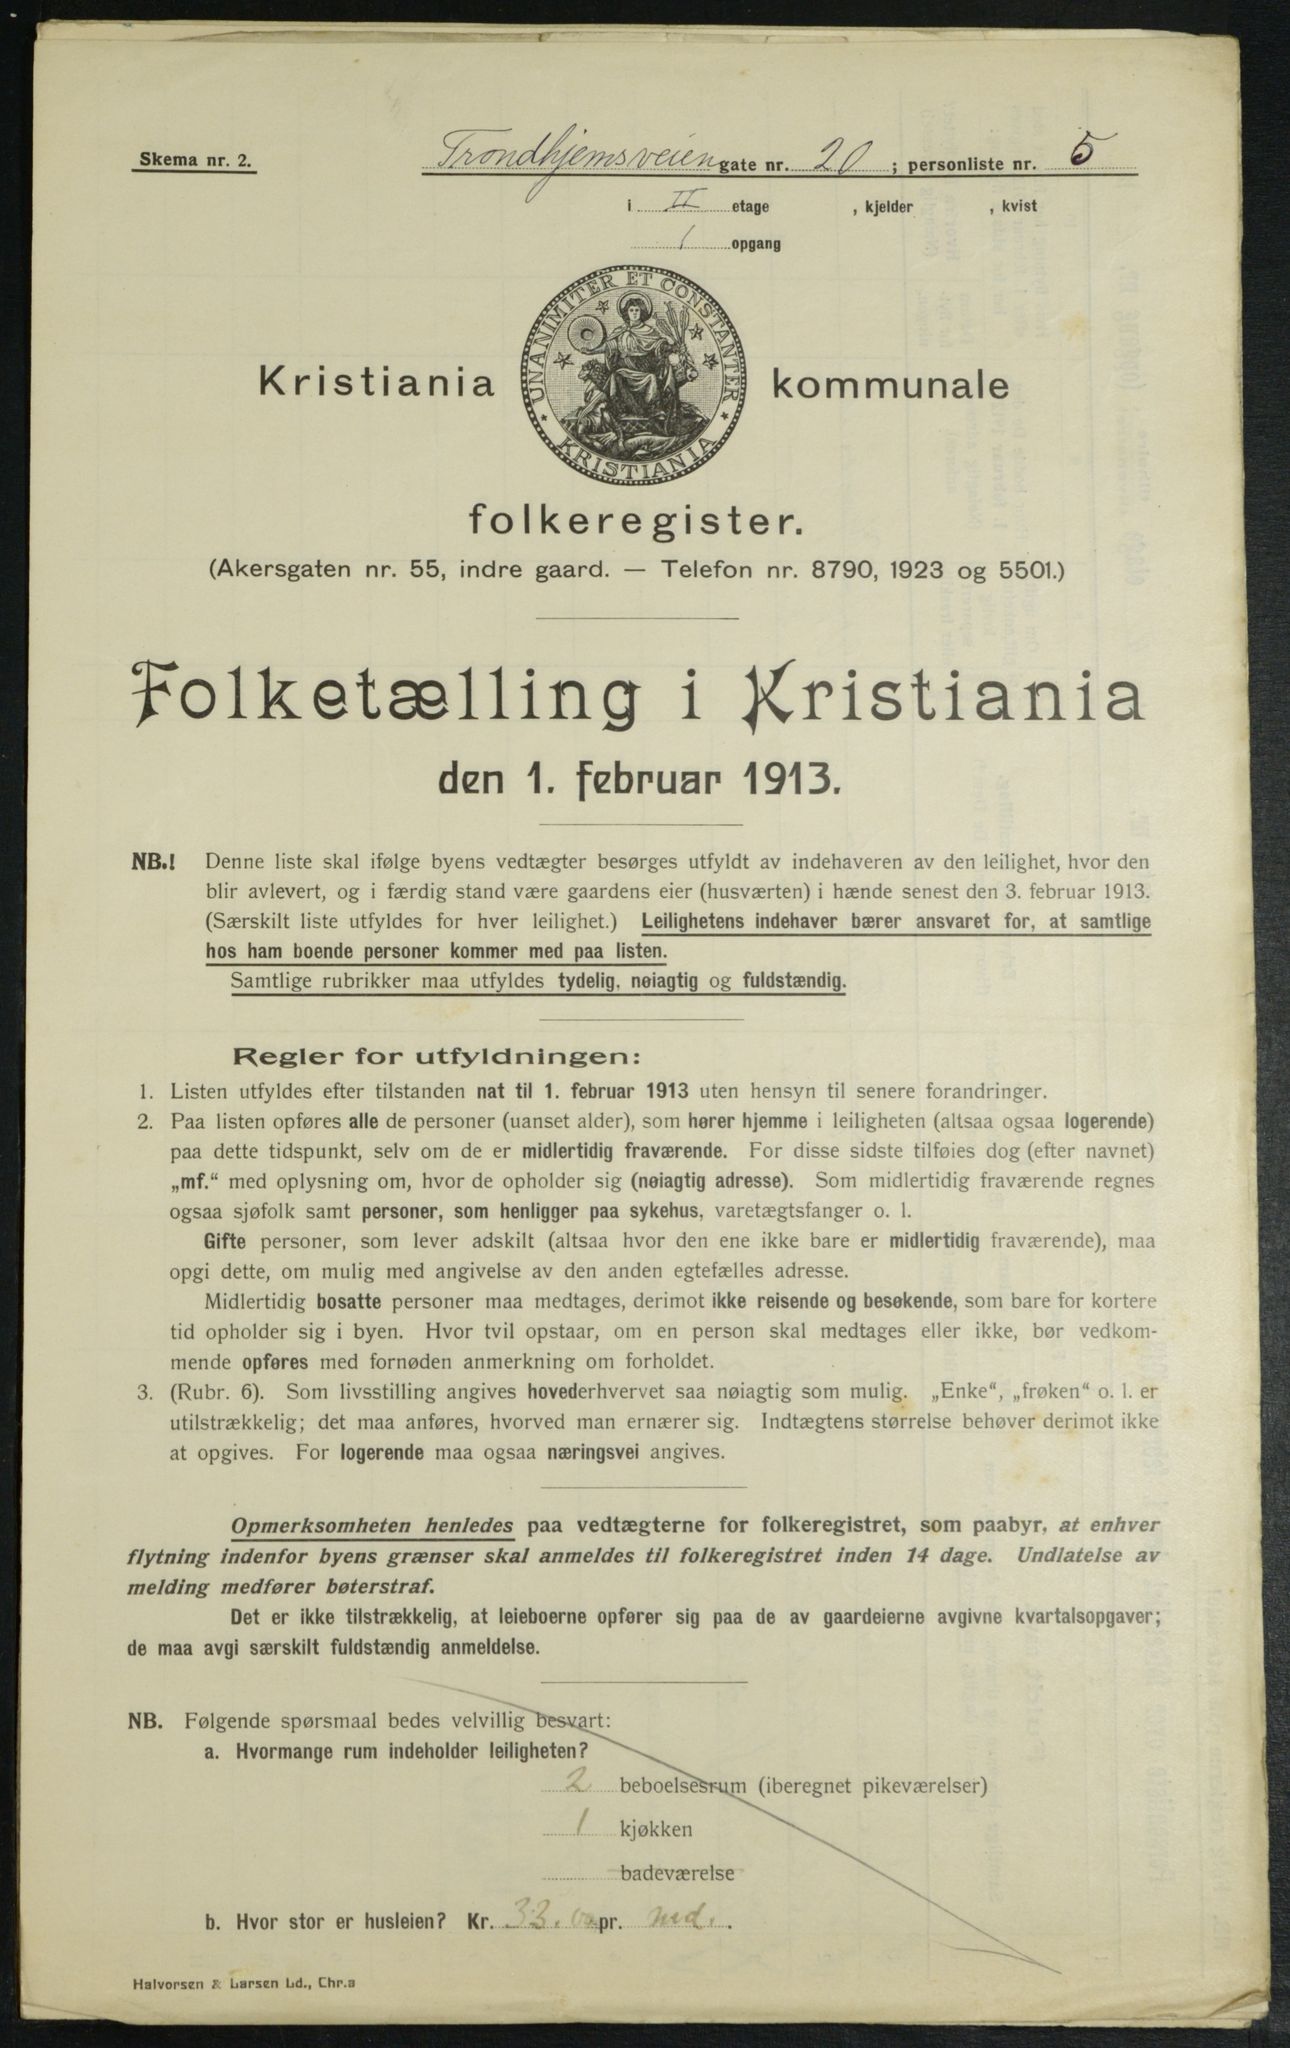 Skema nr. 2.
Trondhjemsveien gate nr. 20 ; personliste nr. 5
i II etage , kjelder , kvist
1 opgang
UNANIMITER ET CONSTANTER
KRISTIANIA
Kristiania kommunale
folkeregister.
(Akersgaten nr. 55, indre gaard. — Telefon nr. 8790, 1923 og 5501.)
Folketælling i Kristiania
den 1. februar 1913.
NB.! Denne liste skal ifølge byens vedtægter besørges utfyldt av indehaveren av den leilighet, hvor den
blir avlevert, og i færdig stand være gaardens eier (husværten) i hænde senest den 3. februar 1913.
(Særskilt liste utfyldes for hver leilighet.) Leilighetens indehaver bærer ansvaret for, at samtlige
hos ham boende personer kommer med paa listen.
Samtlige rubrikker maa utfyldes tydelig, nøiagtig og fuldstændig.
Regler for utfyldningen:
1. Listen utfyldes efter tilstanden nat til 1. februar 1913 uten hensyn til senere forandringer.
2. Paa listen opføres alle de personer (uanset alder), som hører hjemme i leiligheten (altsaa ogsaa logerende)
paa dette tidspunkt, selv om de er midlertidig fraværende. For disse sidste tilføies dog (efter navnet)
„mf.“ med oplysning om, hvor de opholder sig (nøiagtig adresse). Som midlertidig fraværende regnes
ogsaa sjøfolk samt personer, som henligger paa sykehus, varetægtsfanger o. l.
Gifte personer, som lever adskilt (altsaa hvor den ene ikke bare er midlertidig fraværende), maa
opgi dette, om mulig med angivelse av den anden egtefælles adresse.
Midlertidig bosatte personer maa medtages, derimot ikke reisende og besøkende, som bare for kortere
tid opholder sig i byen. Hvor tvil opstaar, om en person skal medtages eller ikke, bør vedkom-
mende opføres med fornøden anmerkning om forholdet.
3. (Rubr. 6). Som livsstilling angives hovederhvervet saa nøiagtig som mulig. „Enke“, „frøken“ o. l. er
utilstrækkelig; det maa anføres, hvorved man ernærer sig. Indtægtens størrelse behøver derimot ikke
at opgives. For logerende maa ogsaa næringsvei angives.
Opmerksomheten henledes paa vedtægterne for folkeregistret, som paabyr, at enhver
flytning indenfor byens grænser skal anmeldes til folkeregistret inden 14 dage. Undlatelse av
melding medfører bøterstraf.
Det er ikke tilstrækkelig, at leieboerne opfører sig paa de av gaardeierne avgivne kvartalsopgaver;
de maa avgi særskilt fuldstændig anmeldelse.
NB. Følgende spørsmaal bedes velvillig besvart:
a. Hvormange rum indeholder leiligheten?
2 beboelsesrum (iberegnet pikeværelser)
1 kjøkken
badeværelse
b. Hvor stor er husleien? Kr. 33.00 pr. md.
Halvorsen & Larsen Ld., Chr.a